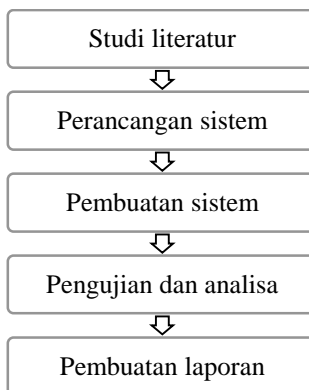 Studi literatur
Perancangan sistem
Pembuatan sistem
Pengujian dan analisa
Pembuatan laporan